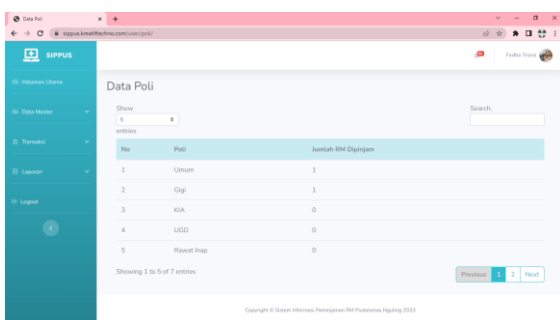 Data Poli
sippus.kreatiftechno.com/user/poli/
SIPPUS
Halaman Utama
Data Master
Transaksi
Laporan
Logout
Data Poli
Show
5
entries
Search:
No Poli Jumlah RM Dipinjam
1 Umum 1
2 Gigi 1
3 KIA 0
4 UGD 0
5 Rawat Inap 0
Showing 1 to 5 of 7 entries
Previous 1 2 Next
Copyright © Sistem Informasi Peminjaman RM Puskesmas Nguling 2023